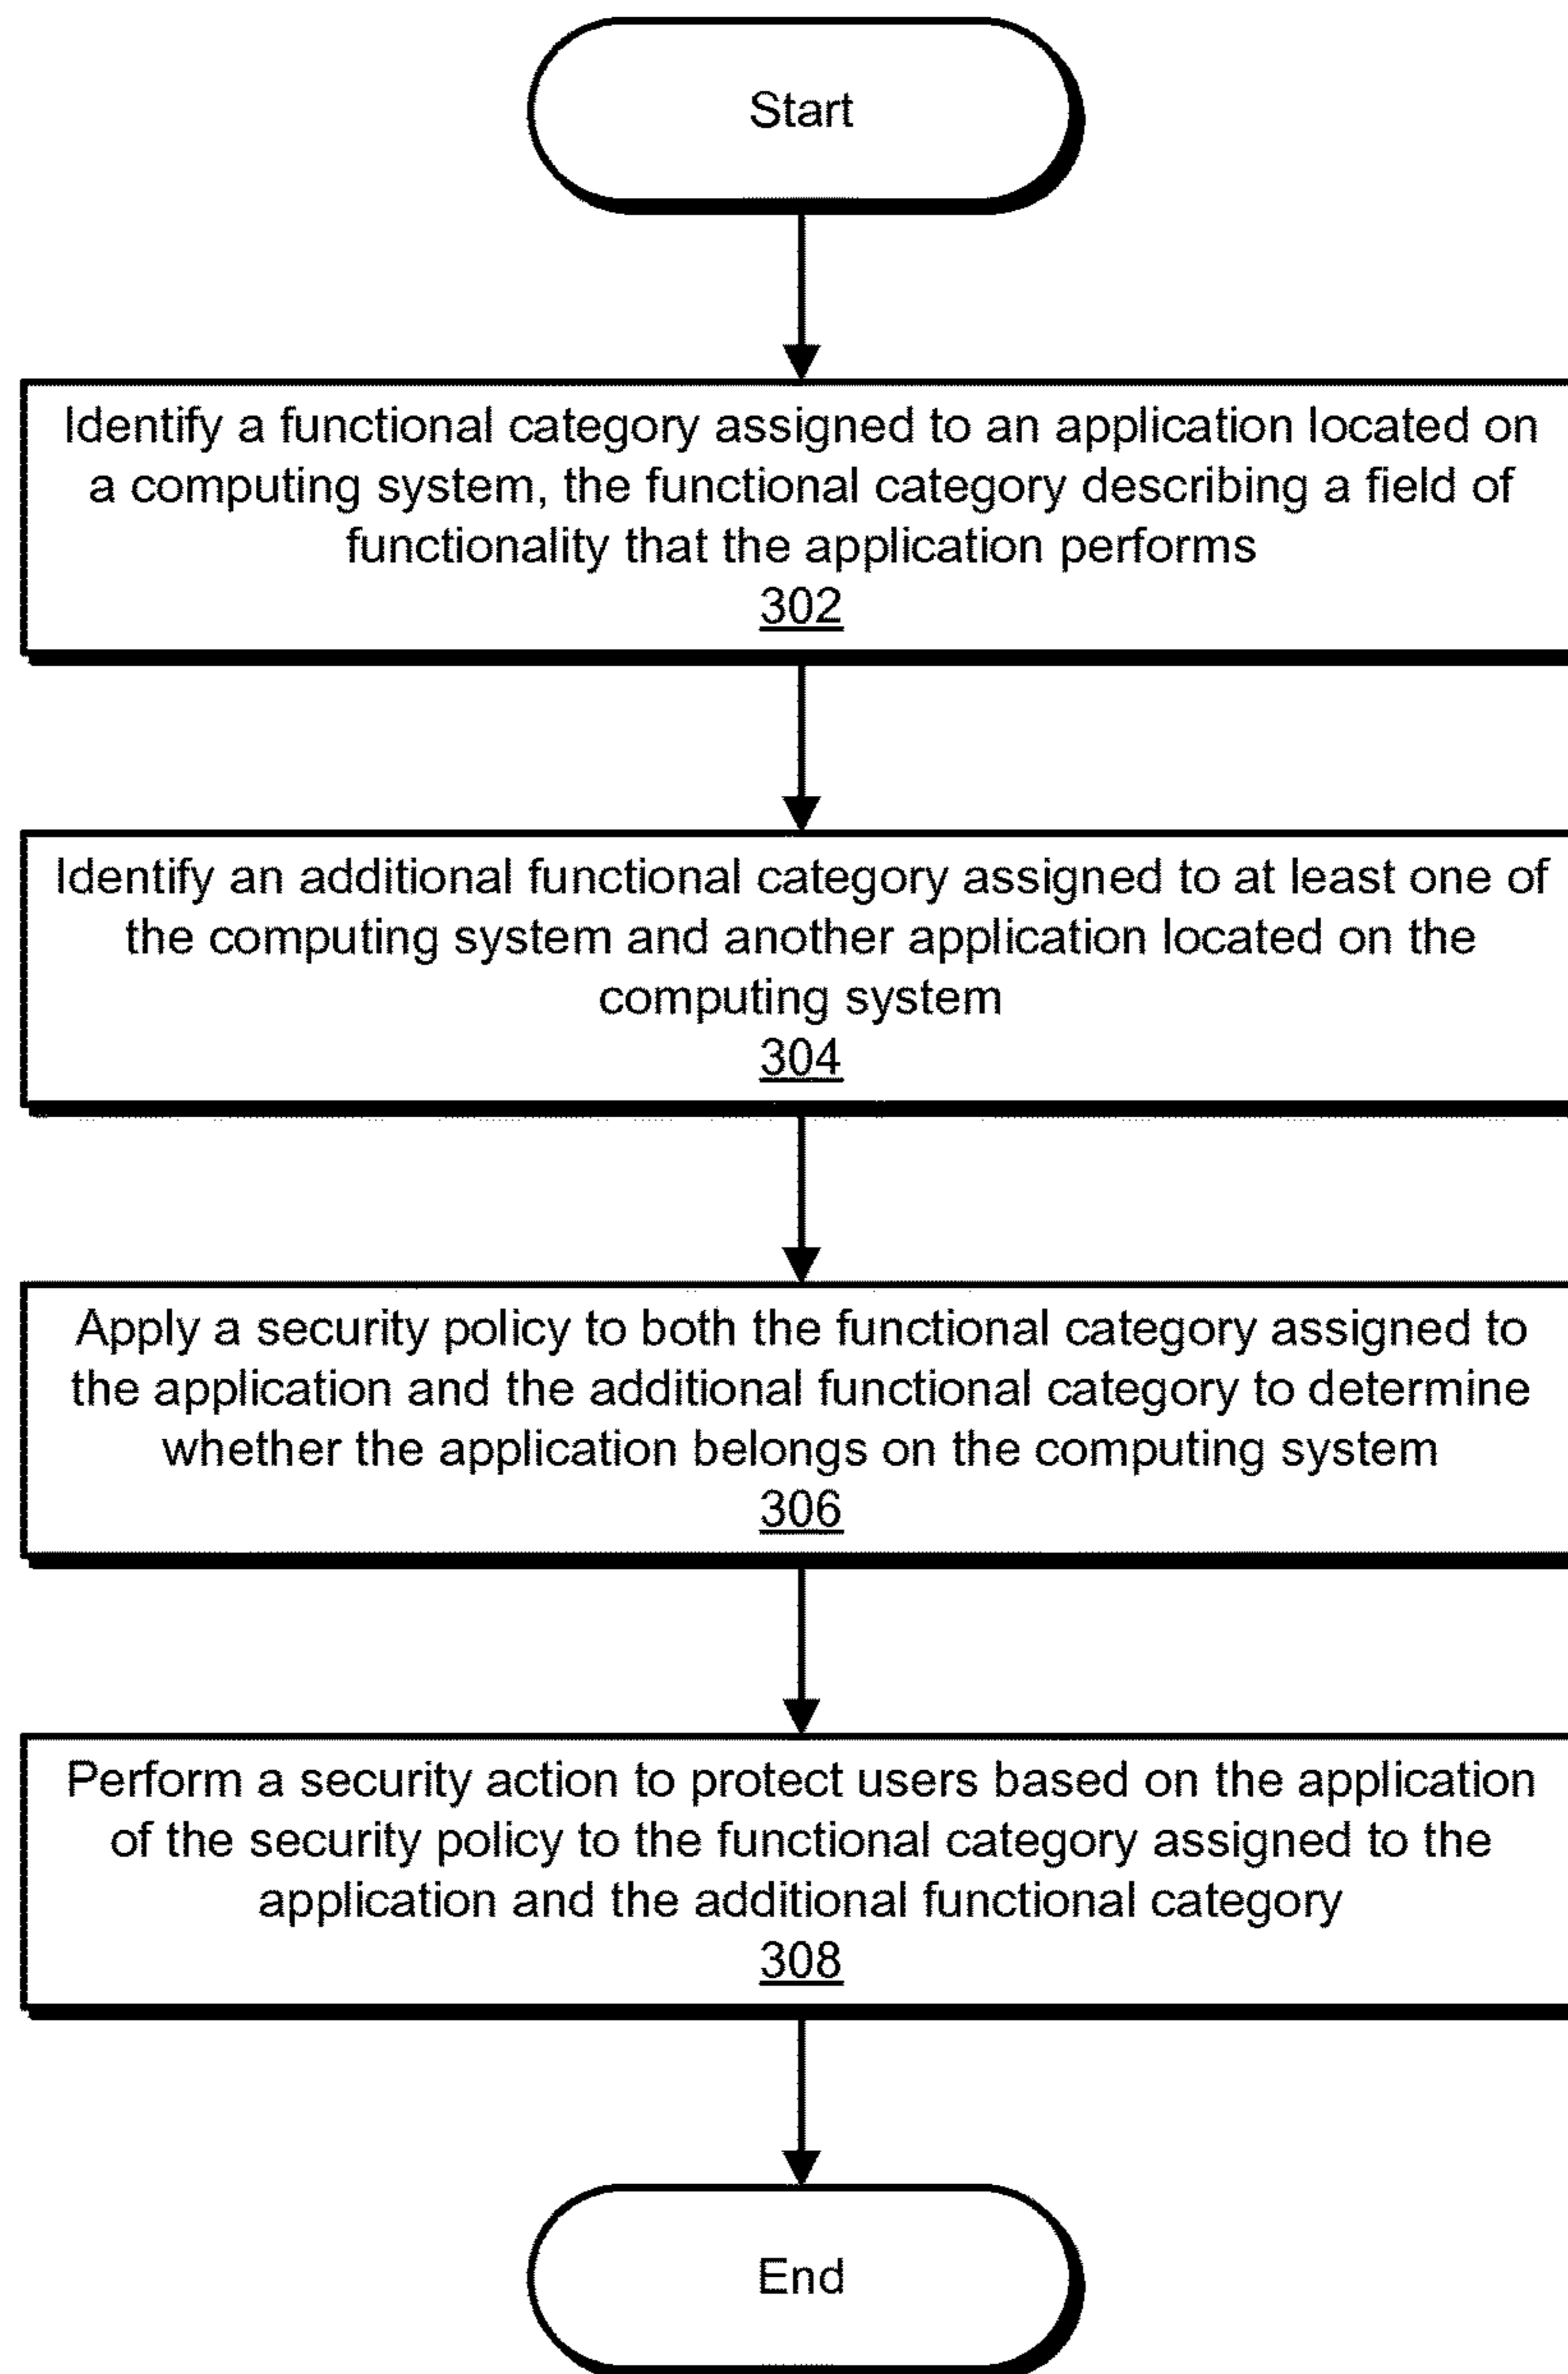 Start
Identify a functional category assigned to an application located on
a computing system, the functional category describing a field of
functionality that the application performs
302
Identify an additional functional category assigned to at least one of
the computing system and another application located on the
computing system
304
Apply a security policy to both the functional category assigned to
the application and the additional functional category to determine
whether the application belongs on the computing system
306
Perform a security action to protect users based on the application
of the security policy to the functional category assigned to the
application and the additional functional category
308
End